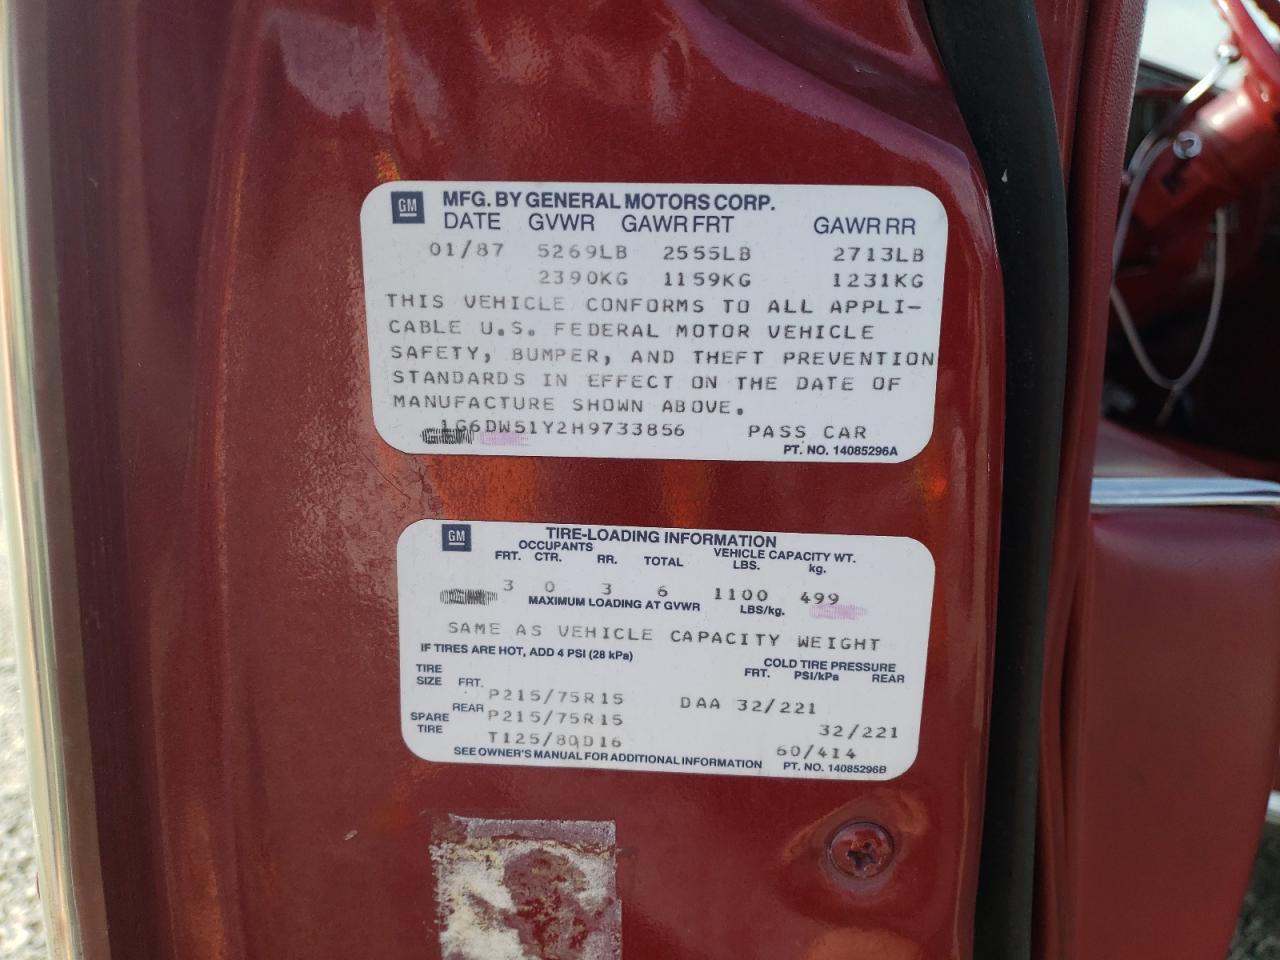 GM MFG. BY GENERAL MOTORS CORP.
DATE GVWR GAWR FRT GAWR RR
01/87 5269LB 2555LB 2713LB
2390KG 1159KG 1231KG
THIS VEHICLE CONFORMS TO ALL APPLI-
CABLE U.S. FEDERAL MOTOR VEHICLE
SAFETY, BUMPER, AND THEFT PREVENTION
STANDARDS IN EFFECT ON THE DATE OF
MANUFACTURE SHOWN ABOVE.
1G6DW51Y2H9733856 PASS CAR
PT. NO. 14085296A
GM TIRE-LOADING INFORMATION
OCCUPANTS VEHICLE CAPACITY WT.
FRT. CTR. RR. TOTAL LBS. kg.
3 0 3 6 1100 499
MAXIMUM LOADING AT GVWR LBS/kg.
SAME AS VEHICLE CAPACITY WEIGHT
IF TIRES ARE HOT, ADD 4 PSI (28 kPa) COLD TIRE PRESSURE
TIRE SIZE FRT. PSI/kPa REAR
FRT. P215/75R15 DAA 32/221
REAR P215/75R15 32/221
SPARE TIRE T125/80D16 60/414
SEE OWNER'S MANUAL FOR ADDITIONAL INFORMATION PT. NO. 14085296B